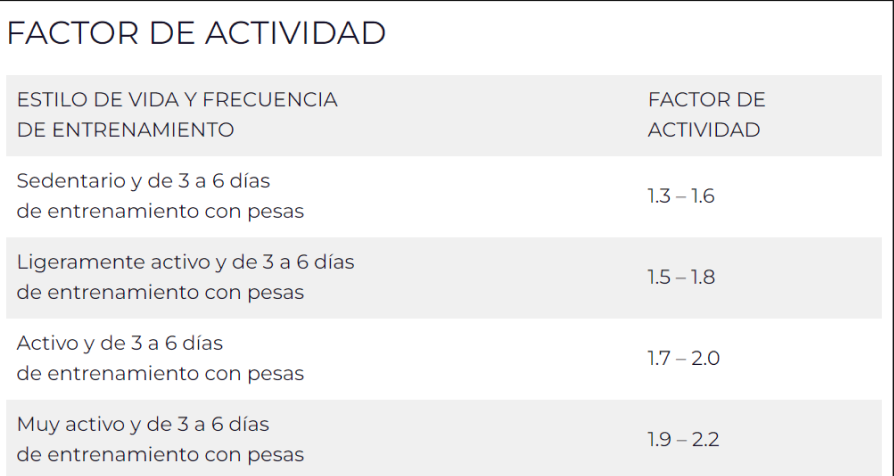 FACTOR DE ACTIVIDAD
ESTILO DE VIDA Y FRECUENCIA
DE ENTRENAMIENTO
FACTOR DE
ACTIVIDAD
Sedentario y de 3 a 6 días
de entrenamiento con pesas
1.3 – 1.6
Ligeramente activo y de 3 a 6 días
de entrenamiento con pesas
1.5 – 1.8
Activo y de 3 a 6 días
de entrenamiento con pesas
1.7 – 2.0
Muy activo y de 3 a 6 días
de entrenamiento con pesas
1.9 – 2.2